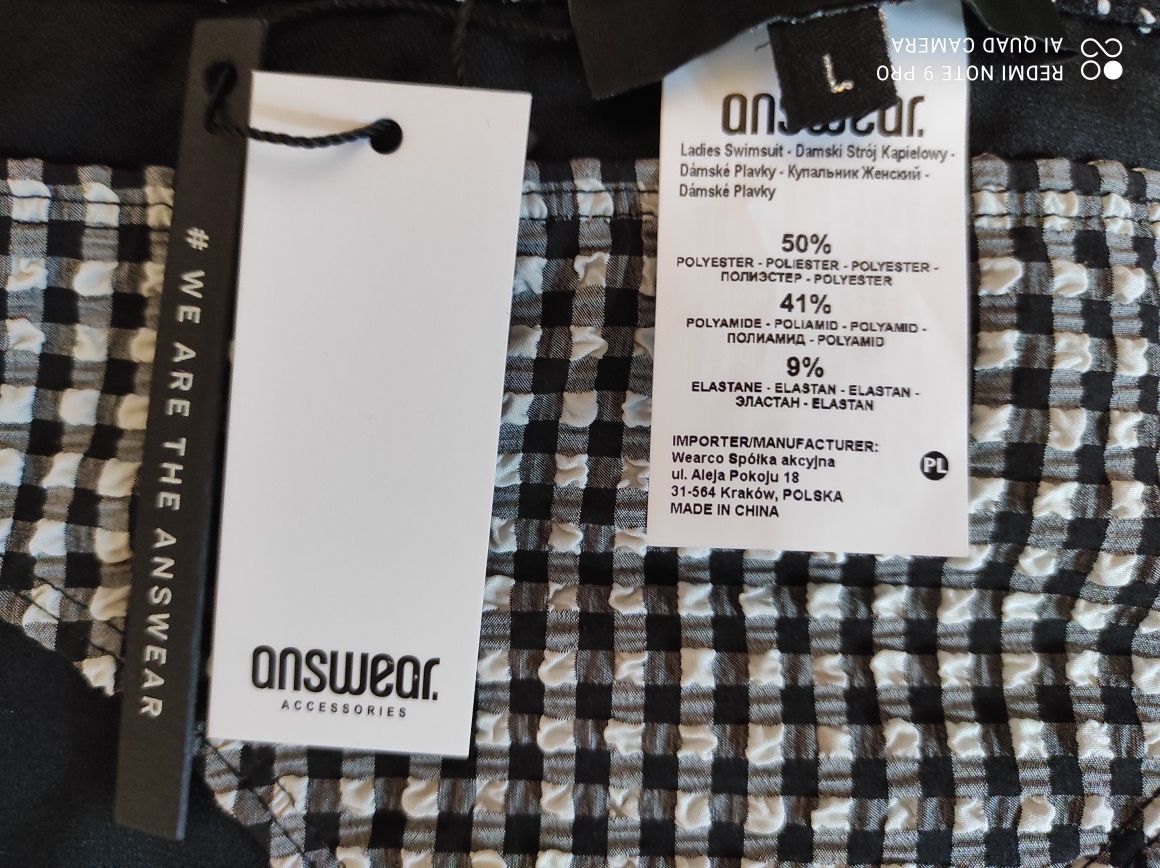 # WE ARE THE ANSWEAR
answear.
ACCESSORIES
L
answear.
Ladies Swimsuit - Damski Strój Kąpielowy -
Dámské Plavky - Купальник Женский -
Dámské Plavky
50%
POLYESTER - POLIESTER - POLYESTER -
ПОЛИЭСТЕР - POLYESTER
41%
POLYAMIDE - POLIAMID - POLYAMID -
ПОЛИАМИД - POLYAMID
9%
ELASTANE - ELASTAN - ELASTAN -
ЭЛАСТАН - ELASTAN
IMPORTER/MANUFACTURER:
Wearco Spółka akcyjna
ul. Aleja Pokoju 18
31-564 Kraków, POLSKA
MADE IN CHINA
PL
REDMI NOTE 9 PRO
AI QUAD CAMERA